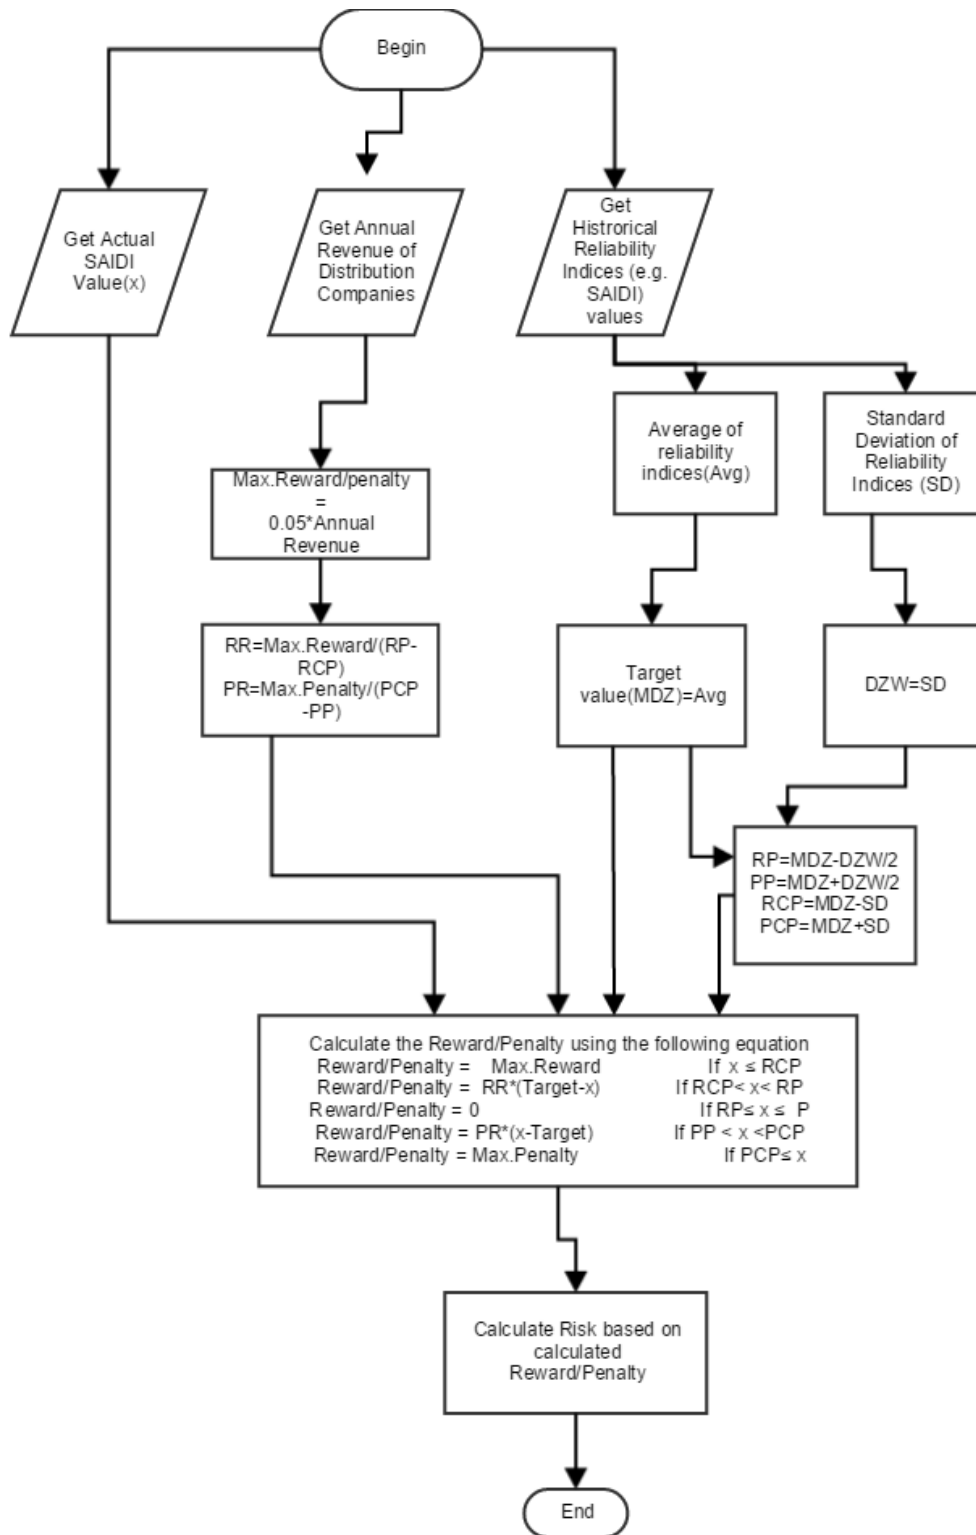 Begin
Get Actual
SAIDI
Value(x)
Get Annual
Revenue of
Distribution
Companies
Get
Histrorical
Reliability
Indices (e.g.
SAIDI)
values
Average of
reliability
indices(Avg)
Standard
Deviation of
Reliability
Indices (SD)
Max.Reward/penalty
=
0.05*Annual
Revenue
RR=Max.Reward/(RP-
RCP)
PR=Max.Penalty/(PCP
-PP)
Target
value(MDZ)=Avg
DZW=SD
RP=MDZ-DZW/2
PP=MDZ+DZW/2
RCP=MDZ-SD
PCP=MDZ+SD
Calculate the Reward/Penalty using the following equation
Reward/Penalty = Max.Reward If x ≤ RCP
Reward/Penalty = RR*(Target-x) If RCP< x< RP
Reward/Penalty = 0 If RP≤ x ≤ P
Reward/Penalty = PR*(x-Target) If PP < x <PCP
Reward/Penalty = Max.Penalty If PCP≤ x
Calculate Risk based on
calculated
Reward/Penalty
End